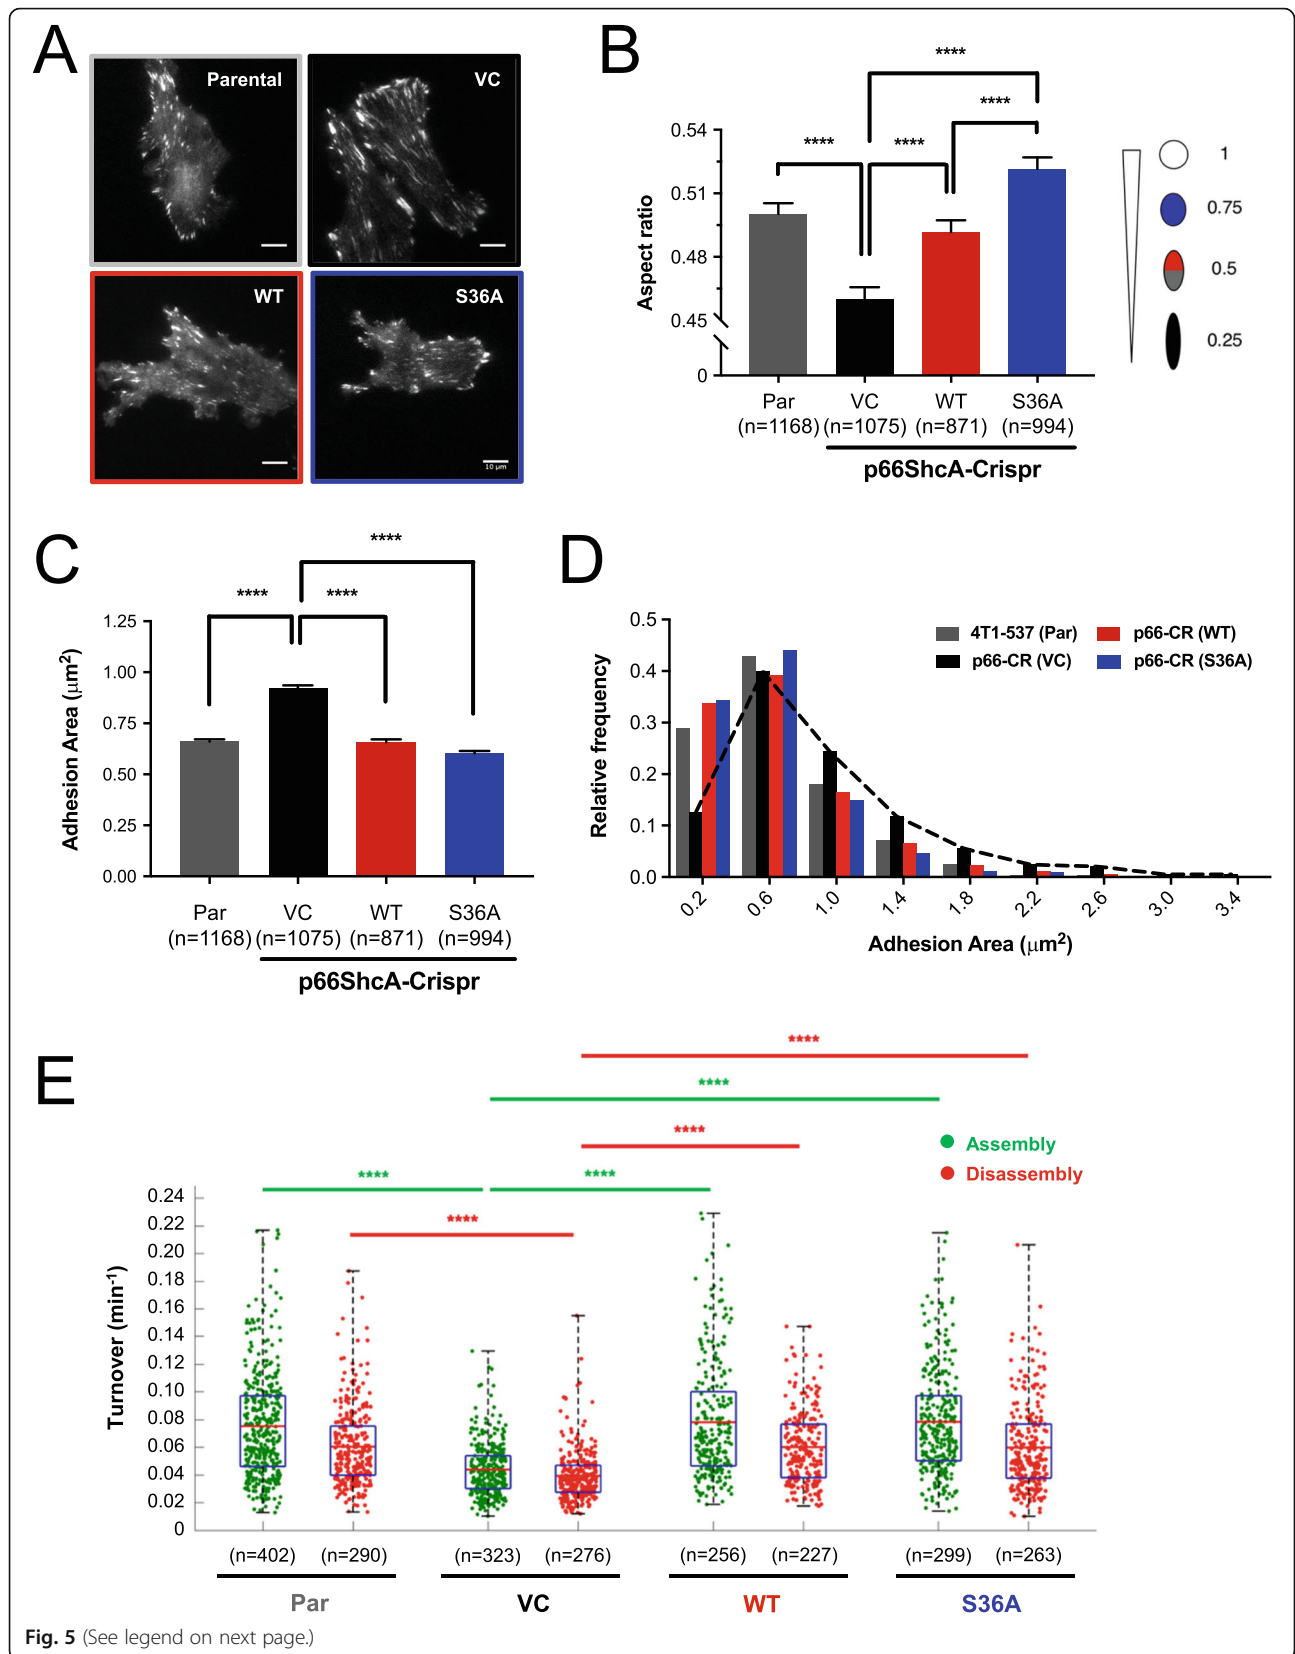 A
Parental
VC
WT
S36A
10 µm
B
****
****
****
****
0.54
0.51
0.48
0.45
0
Aspect ratio
Par
VC
WT
S36A
(n=1168)
(n=1075)
(n=871)
(n=994)
p66ShcA-Crispr
1
0.75
0.5
0.25
C
****
****
****
1.25
1.00
0.75
0.50
0.25
0.00
Adhesion Area (µm²)
Par
VC
WT
S36A
(n=1168)
(n=1075)
(n=871)
(n=994)
p66ShcA-Crispr
D
0.5
0.4
0.3
0.2
0.1
0.0
Relative frequency
4T1-537 (Par)
p66-CR (WT)
p66-CR (VC)
p66-CR (S36A)
0.2
0.6
1.0
1.4
1.8
2.2
2.6
3.0
3.4
Adhesion Area (µm²)
E
****
****
****
****
****
****
Assembly
Disassembly
0.24
0.22
0.20
0.18
0.16
0.14
0.12
0.10
0.08
0.06
0.04
0.02
0
Turnover (min⁻¹)
(n=402)
(n=290)
(n=323)
(n=276)
(n=256)
(n=227)
(n=299)
(n=263)
Par
VC
WT
S36A
Fig. 5 (See legend on next page.)